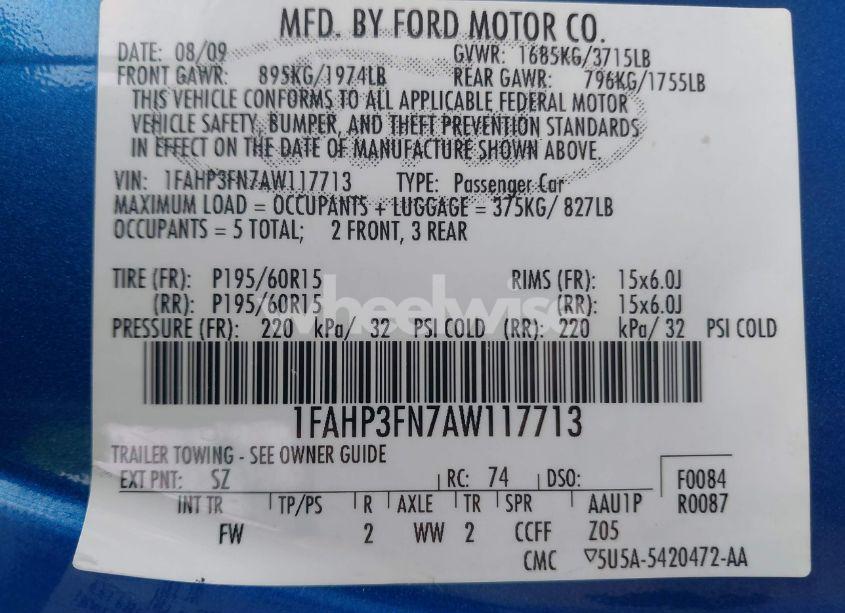 MFD. BY FORD MOTOR CO.
DATE: 08/09 GVWR: 1685KG/3715LB
FRONT GAWR: 895KG/1974LB REAR GAWR: 796KG/1755LB
THIS VEHICLE CONFORMS TO ALL APPLICABLE FEDERAL MOTOR
VEHICLE SAFETY, BUMPER, AND THEFT PREVENTION STANDARDS
IN EFFECT ON THE DATE OF MANUFACTURE SHOWN ABOVE.
VIN: 1FAHP3FN7AW117713 TYPE: Passenger Car
MAXIMUM LOAD = OCCUPANTS + LUGGAGE = 375KG/ 827LB
OCCUPANTS = 5 TOTAL; 2 FRONT, 3 REAR
TIRE (FR): P195/60R15 RIMS (FR): 15x6.0J
(RR): P195/60R15 (RR): 15x6.0J
wheelwise
PRESSURE (FR): 220 kPa/ 32 PSI COLD (RR): 220 kPa/ 32 PSI COLD
1FAHP3FN7AW117713
TRAILER TOWING - SEE OWNER GUIDE
EXT PNT: SZ RC: 74 DSO: F0084
INT TR TP/PS R AXLE TR SPR AAU1P R0087
FW 2 WW 2 CCFF Z05
CMC ▽5U5A-5420472-AA